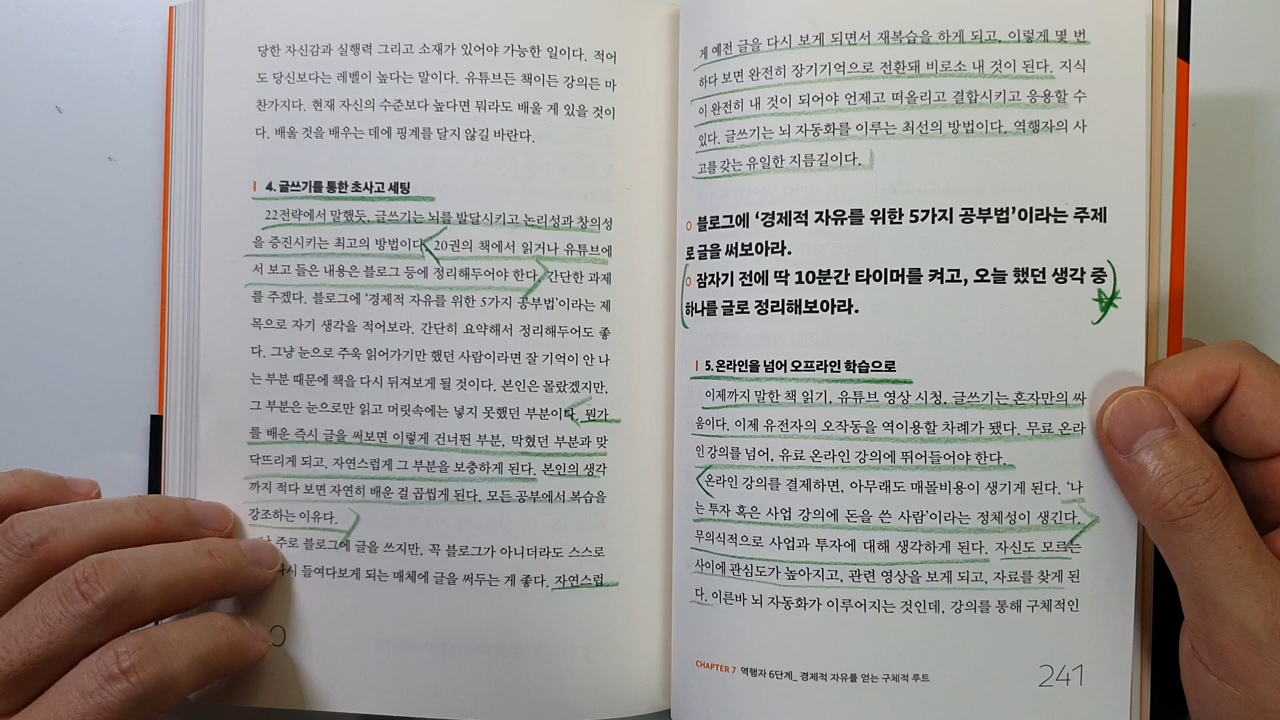 당한 자신감과 실행력 그리고 소재가 있어야 가능한 일이다. 적어
도 당신보다는 레벨이 높다는 말이다. 유튜브든 책이든 강의든 마
찬가지다. 현재 자신의 수준보다 높다면 뭐라도 배울 게 있을 것이
다. 배울 것을 배우는 데에 핑계를 달지 않길 바란다.
4. 글쓰기를 통한 초사고 세팅
22전략에서 말했듯, 글쓰기는 뇌를 발달시키고 논리성과 창의성
을 증진시키는 최고의 방법이다. 20권의 책에서 읽거나 유튜브에
서 보고 들은 내용은 블로그 등에 정리해두어야 한다. 간단한 과제
를 주겠다. 블로그에 ‘경제적 자유를 위한 5가지 공부법’이라는 제
목으로 자기 생각을 적어보라. 간단히 요약해서 정리해두어도 좋
다. 그냥 눈으로 주욱 읽어가기만 했던 사람이라면 잘 기억이 안 나
는 부분 때문에 책을 다시 뒤져보게 될 것이다. 본인은 몰랐겠지만,
그 부분은 눈으로만 읽고 머릿속에는 넣지 못했던 부분이다. 뭔가
를 배운 즉시 글을 써보면 이렇게 건너뛴 부분, 막혔던 부분과 맞
닥뜨리게 되고, 자연스럽게 그 부분을 보충하게 된다. 본인의 생각
까지 적다 보면 자연히 배운 걸 곱씹게 된다. 모든 공부에서 복습을
강조하는 이유다.
주로 블로그에 글을 쓰지만, 꼭 블로그가 아니더라도 스스로
들여다보게 되는 매체에 글을 써두는 게 좋다. 자연스럽
게 예전 글을 다시 보게 되면서 재복습을 하게 되고, 이렇게 몇 번
하다 보면 완전히 장기기억으로 전환돼 비로소 내 것이 된다. 지식
이 완전히 내 것이 되어야 언제고 떠올리고 결합시키고 응용할 수
있다. 글쓰기는 뇌 자동화를 이루는 최선의 방법이다. 역행자의 사
고를 갖는 유일한 지름길이다.
블로그에 ‘경제적 자유를 위한 5가지 공부법’이라는 주제
로 글을 써보아라.
잠자기 전에 딱 10분간 타이머를 켜고, 오늘 했던 생각 중
하나를 글로 정리해보아라.
5. 온라인을 넘어 오프라인 학습으로
이제까지 말한 책 읽기, 유튜브 영상 시청, 글쓰기는 혼자만의 싸
움이다. 이제 유전자의 오작동을 역이용할 차례가 됐다. 무료 온라
인 강의를 넘어, 유료 온라인 강의에 뛰어들어야 한다.
온라인 강의를 결제하면, 아무래도 매몰비용이 생기게 된다. ‘나
는 투자 혹은 사업 강의에 돈을 쓴 사람’이라는 정체성이 생긴다.
무의식적으로 사업과 투자에 대해 생각하게 된다. 자신도 모르는
사이에 관심도가 높아지고, 관련 영상을 보게 되고, 자료를 찾게 된
다. 이른바 뇌 자동화가 이루어지는 것인데, 강의를 통해 구체적인
CHAPTER 7 역행자 6단계_ 경제적 자유를 얻는 구체적 루트
241